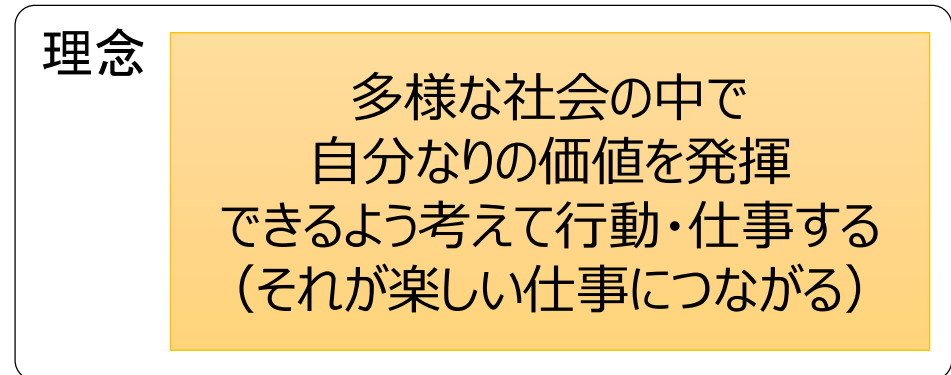 理念
多様な社会の中で
自分なりの価値を発揮
できるよう考えて行動・仕事する
（それが楽しい仕事につながる）